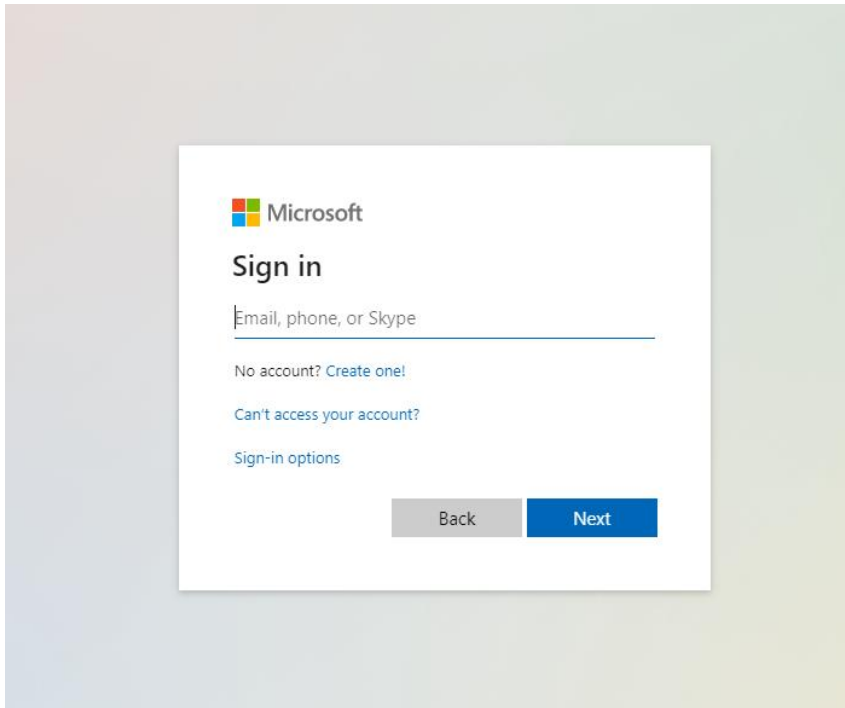 Microsoft
Sign in
Email, phone, or Skype
No account? Create one!
Can't access your account?
Sign-in options
Back Next